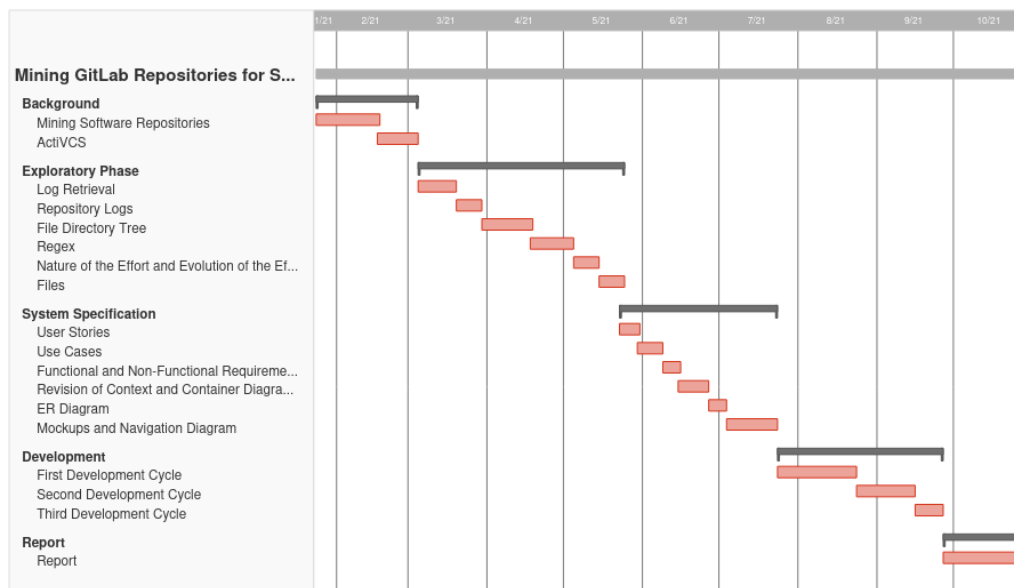 1/21 2/21 3/21 4/21 5/21 6/21 7/21 8/21 9/21 10/21
Mining GitLab Repositories for S...
Background
Mining Software Repositories
ActiVCS
Exploratory Phase
Log Retrieval
Repository Logs
File Directory Tree
Regex
Nature of the Effort and Evolution of the Ef...
Files
System Specification
User Stories
Use Cases
Functional and Non-Functional Requireme...
Revision of Context and Container Diagra...
ER Diagram
Mockups and Navigation Diagram
Development
First Development Cycle
Second Development Cycle
Third Development Cycle
Report
Report